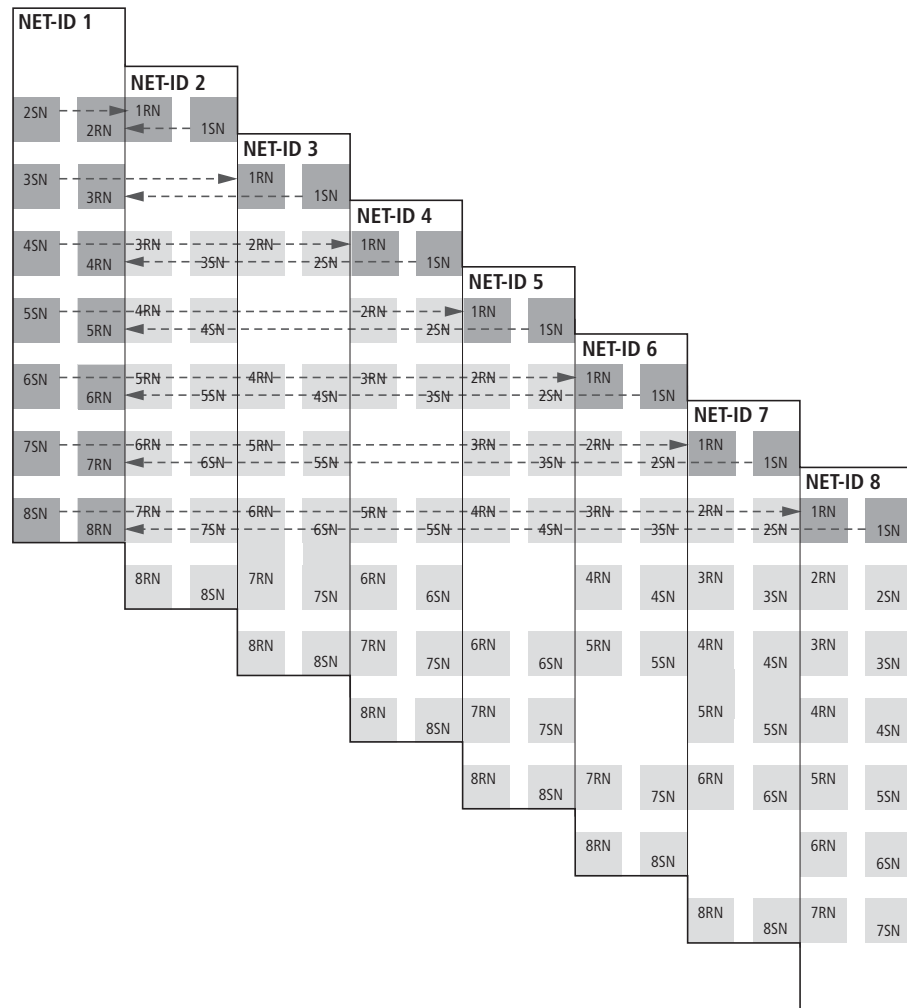 NET-ID 1
NET-ID 2
2SN 1RN
2RN 1SN
NET-ID 3
3SN 1RN
3RN 1SN
NET-ID 4
4SN 3RN 2RN 1RN
4RN 3SN 2SN 1SN
NET-ID 5
5SN 4RN 2RN 1RN
5RN 4SN 2SN 1SN
NET-ID 6
6SN 5RN 4RN 3RN 2RN 1RN
6RN 5SN 4SN 3SN 2SN 1SN
NET-ID 7
7SN 6RN 5RN 3RN 2RN 1RN
7RN 6SN 5SN 3SN 2SN 1SN
NET-ID 8
8SN 7RN 6RN 5RN 4RN 3RN 2RN 1RN
8RN 7SN 6SN 5SN 4SN 3SN 2SN 1SN
8RN 7RN 6RN 4RN 3RN 2RN
8SN 7SN 6SN 4SN 3SN 2SN
8RN 7RN 6RN 5RN 4RN 3RN
8SN 7SN 6SN 5SN 4SN 3SN
8RN 7RN 5RN 4RN
8SN 7SN 5SN 4SN
8RN 7RN 6RN 5RN
8SN 7SN 6SN 5SN
8RN 6RN
8SN 6SN
8RN 7RN
8SN 7SN